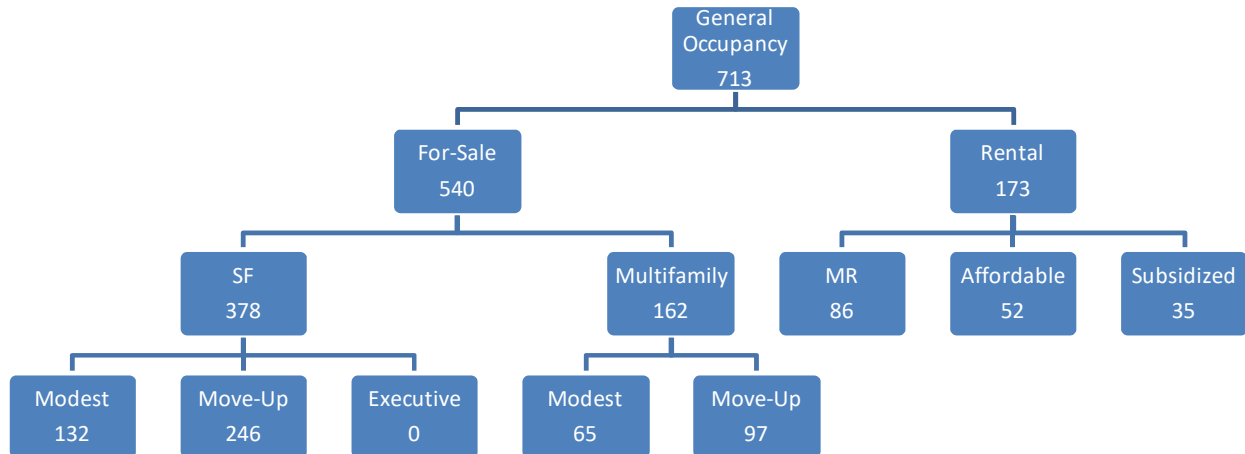 General
Occupancy
713
For-Sale
540
Rental
173
SF
378
Multifamily
162
MR
86
Affordable
52
Subsidized
35
Modest
132
Move-Up
246
Executive
0
Modest
65
Move-Up
97